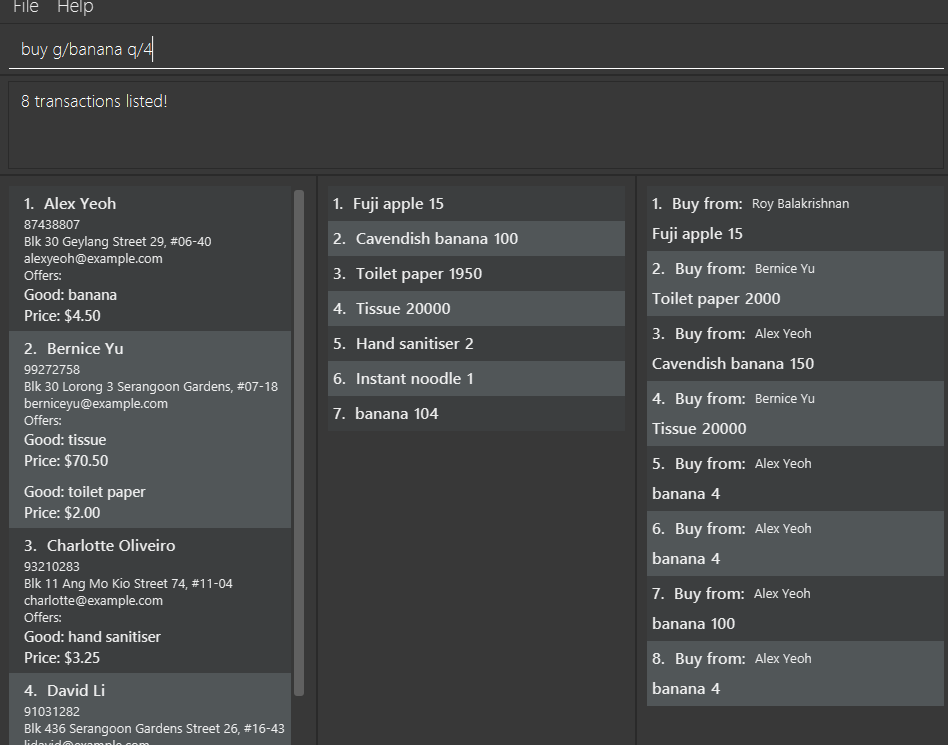 File Help
buy g/banana q/4
8 transactions listed!
1. Alex Yeoh
87438807
Blk 30 Geylang Street 29, #06-40
alexyeoh@example.com
Offers:
Good: banana
Price: $4.50
2. Bernice Yu
99272758
Blk 30 Lorong 3 Serangoon Gardens, #07-18
berniceyu@example.com
Offers:
Good: tissue
Price: $70.50
Good: toilet paper
Price: $2.00
3. Charlotte Oliveiro
93210283
Blk 11 Ang Mo Kio Street 74, #11-04
charlotte@example.com
Offers:
Good: hand sanitiser
Price: $3.25
4. David Li
91031282
Blk 436 Serangoon Gardens Street 26, #16-43
lidavid@example.com
1. Fuji apple 15
2. Cavendish banana 100
3. Toilet paper 1950
4. Tissue 20000
5. Hand sanitiser 2
6. Instant noodle 1
7. banana 104
1. Buy from: Roy Balakrishnan
Fuji apple 15
2. Buy from: Bernice Yu
Toilet paper 2000
3. Buy from: Alex Yeoh
Cavendish banana 150
4. Buy from: Bernice Yu
Tissue 20000
5. Buy from: Alex Yeoh
banana 4
6. Buy from: Alex Yeoh
banana 4
7. Buy from: Alex Yeoh
banana 100
8. Buy from: Alex Yeoh
banana 4